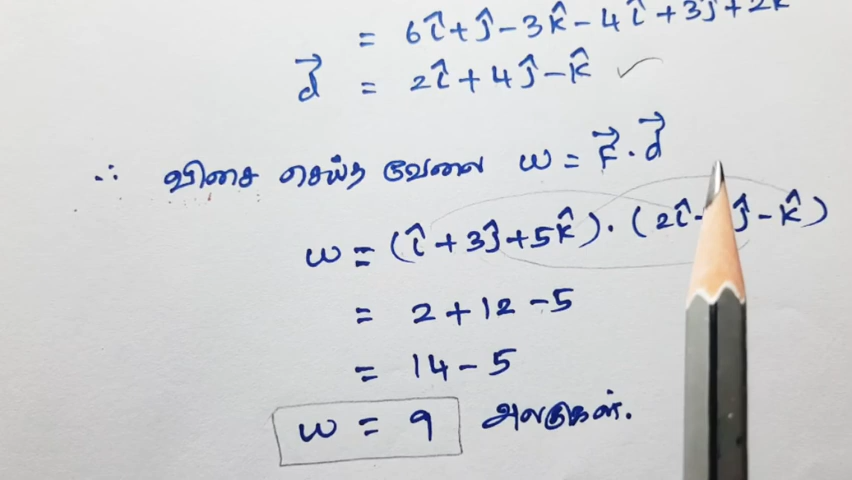 = 6î + ĵ - 3k̂ - 4î + 3ĵ + 2k̂
d⃗ = 2î + 4ĵ - k̂ ✓
∴ விசை செய்த வேலை w = F⃗ . d⃗
w = (î + 3ĵ + 5k̂) . (2î + ĵ - k̂)
= 2 + 12 - 5
= 14 - 5
w = 9 அலகுகள்.